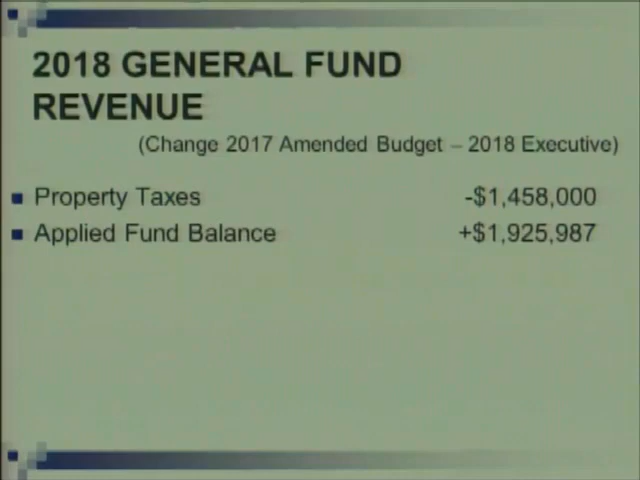 2018 GENERAL FUND
REVENUE
(Change 2017 Amended Budget – 2018 Executive)
Property Taxes -$1,458,000
Applied Fund Balance +$1,925,987